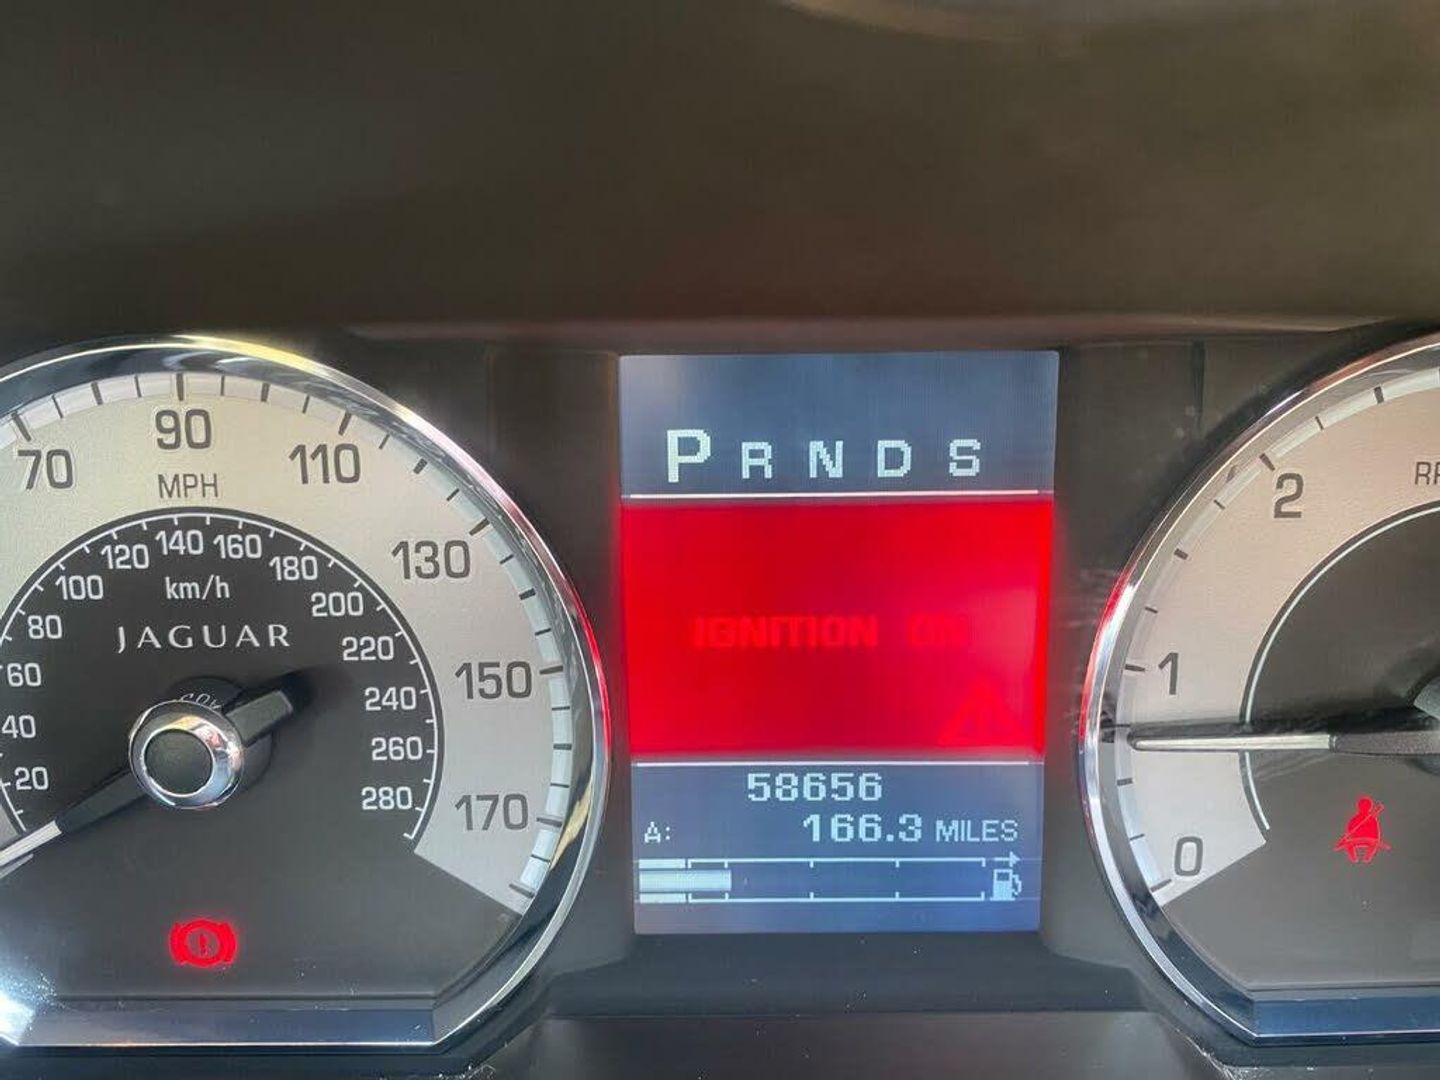 70 90 110 130 150 170
MPH
20 40 60 80 100 120 140 160 180 200 220 240 260 280
km/h
JAGUAR
P R N D S
IGNITION ON
58656
A: 166.3 MILES
2
1
0